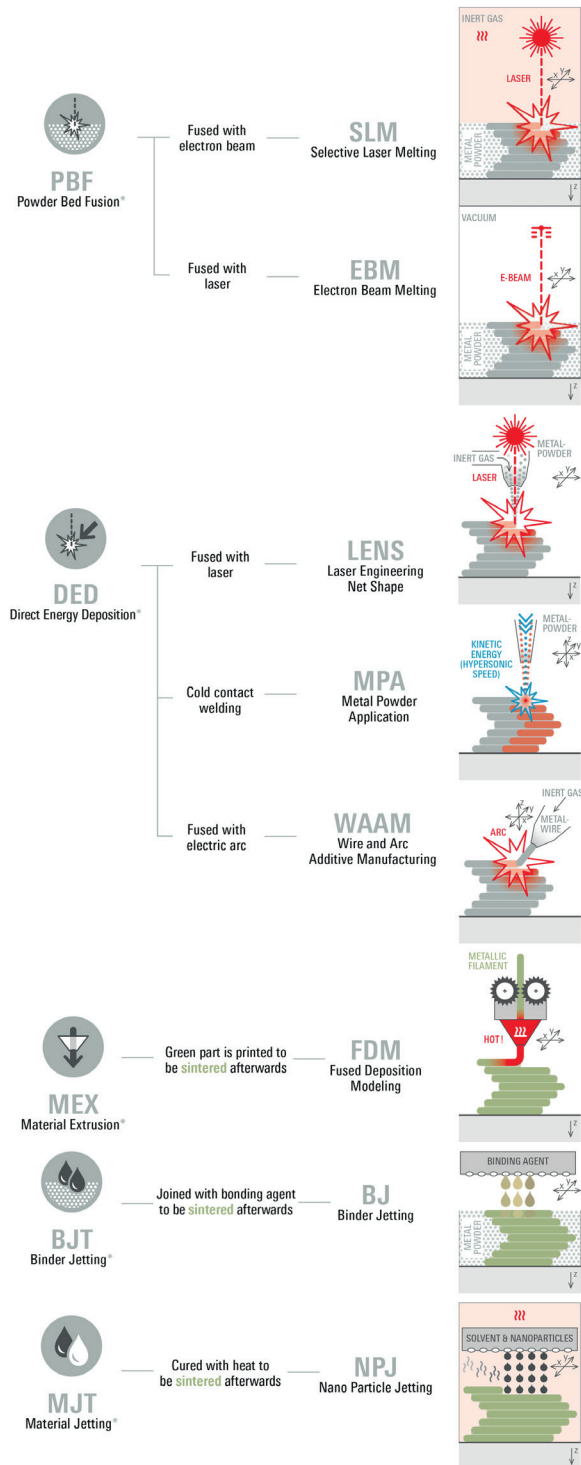 INERT GAS
LASER
X Y
Fused with
electron beam
SLM
Selective Laser Melting
PBF
Powder Bed Fusion®
METAL
POWDER
Z
VACUUM
E-BEAM
X Y
Fused with
laser
EBM
Electron Beam Melting
METAL
POWDER
Z
METAL-
POWDER
INERT GAS
LASER
X Y
Fused with
laser
LENS
Laser Engineering
Net Shape
DED
Direct Energy Deposition®
Z
METAL-
POWDER
KINETIC
ENERGY
(HYPERSONIC
SPEED)
Z
Y
X
Cold contact
welding
MPA
Metal Powder
Application
INERT GAS
METAL-
WIRE
ARC
Z
Y
X
Fused with
electric arc
WAAM
Wire and Arc
Additive Manufacturing
METALLIC
FILAMENT
HOT!
X Y
Green part is printed to
be sintered afterwards
FDM
Fused Deposition
Modeling
MEX
Material Extrusion®
Z
BINDING AGENT
X Y
Joined with bonding agent
to be sintered afterwards
BJ
Binder Jetting
BJT
Binder Jetting®
METAL
POWDER
Z
SOLVENT & NANOPARTICLES
X Y
Cured with heat to
be sintered afterwards
NPJ
Nano Particle Jetting
MJT
Material Jetting®
Z